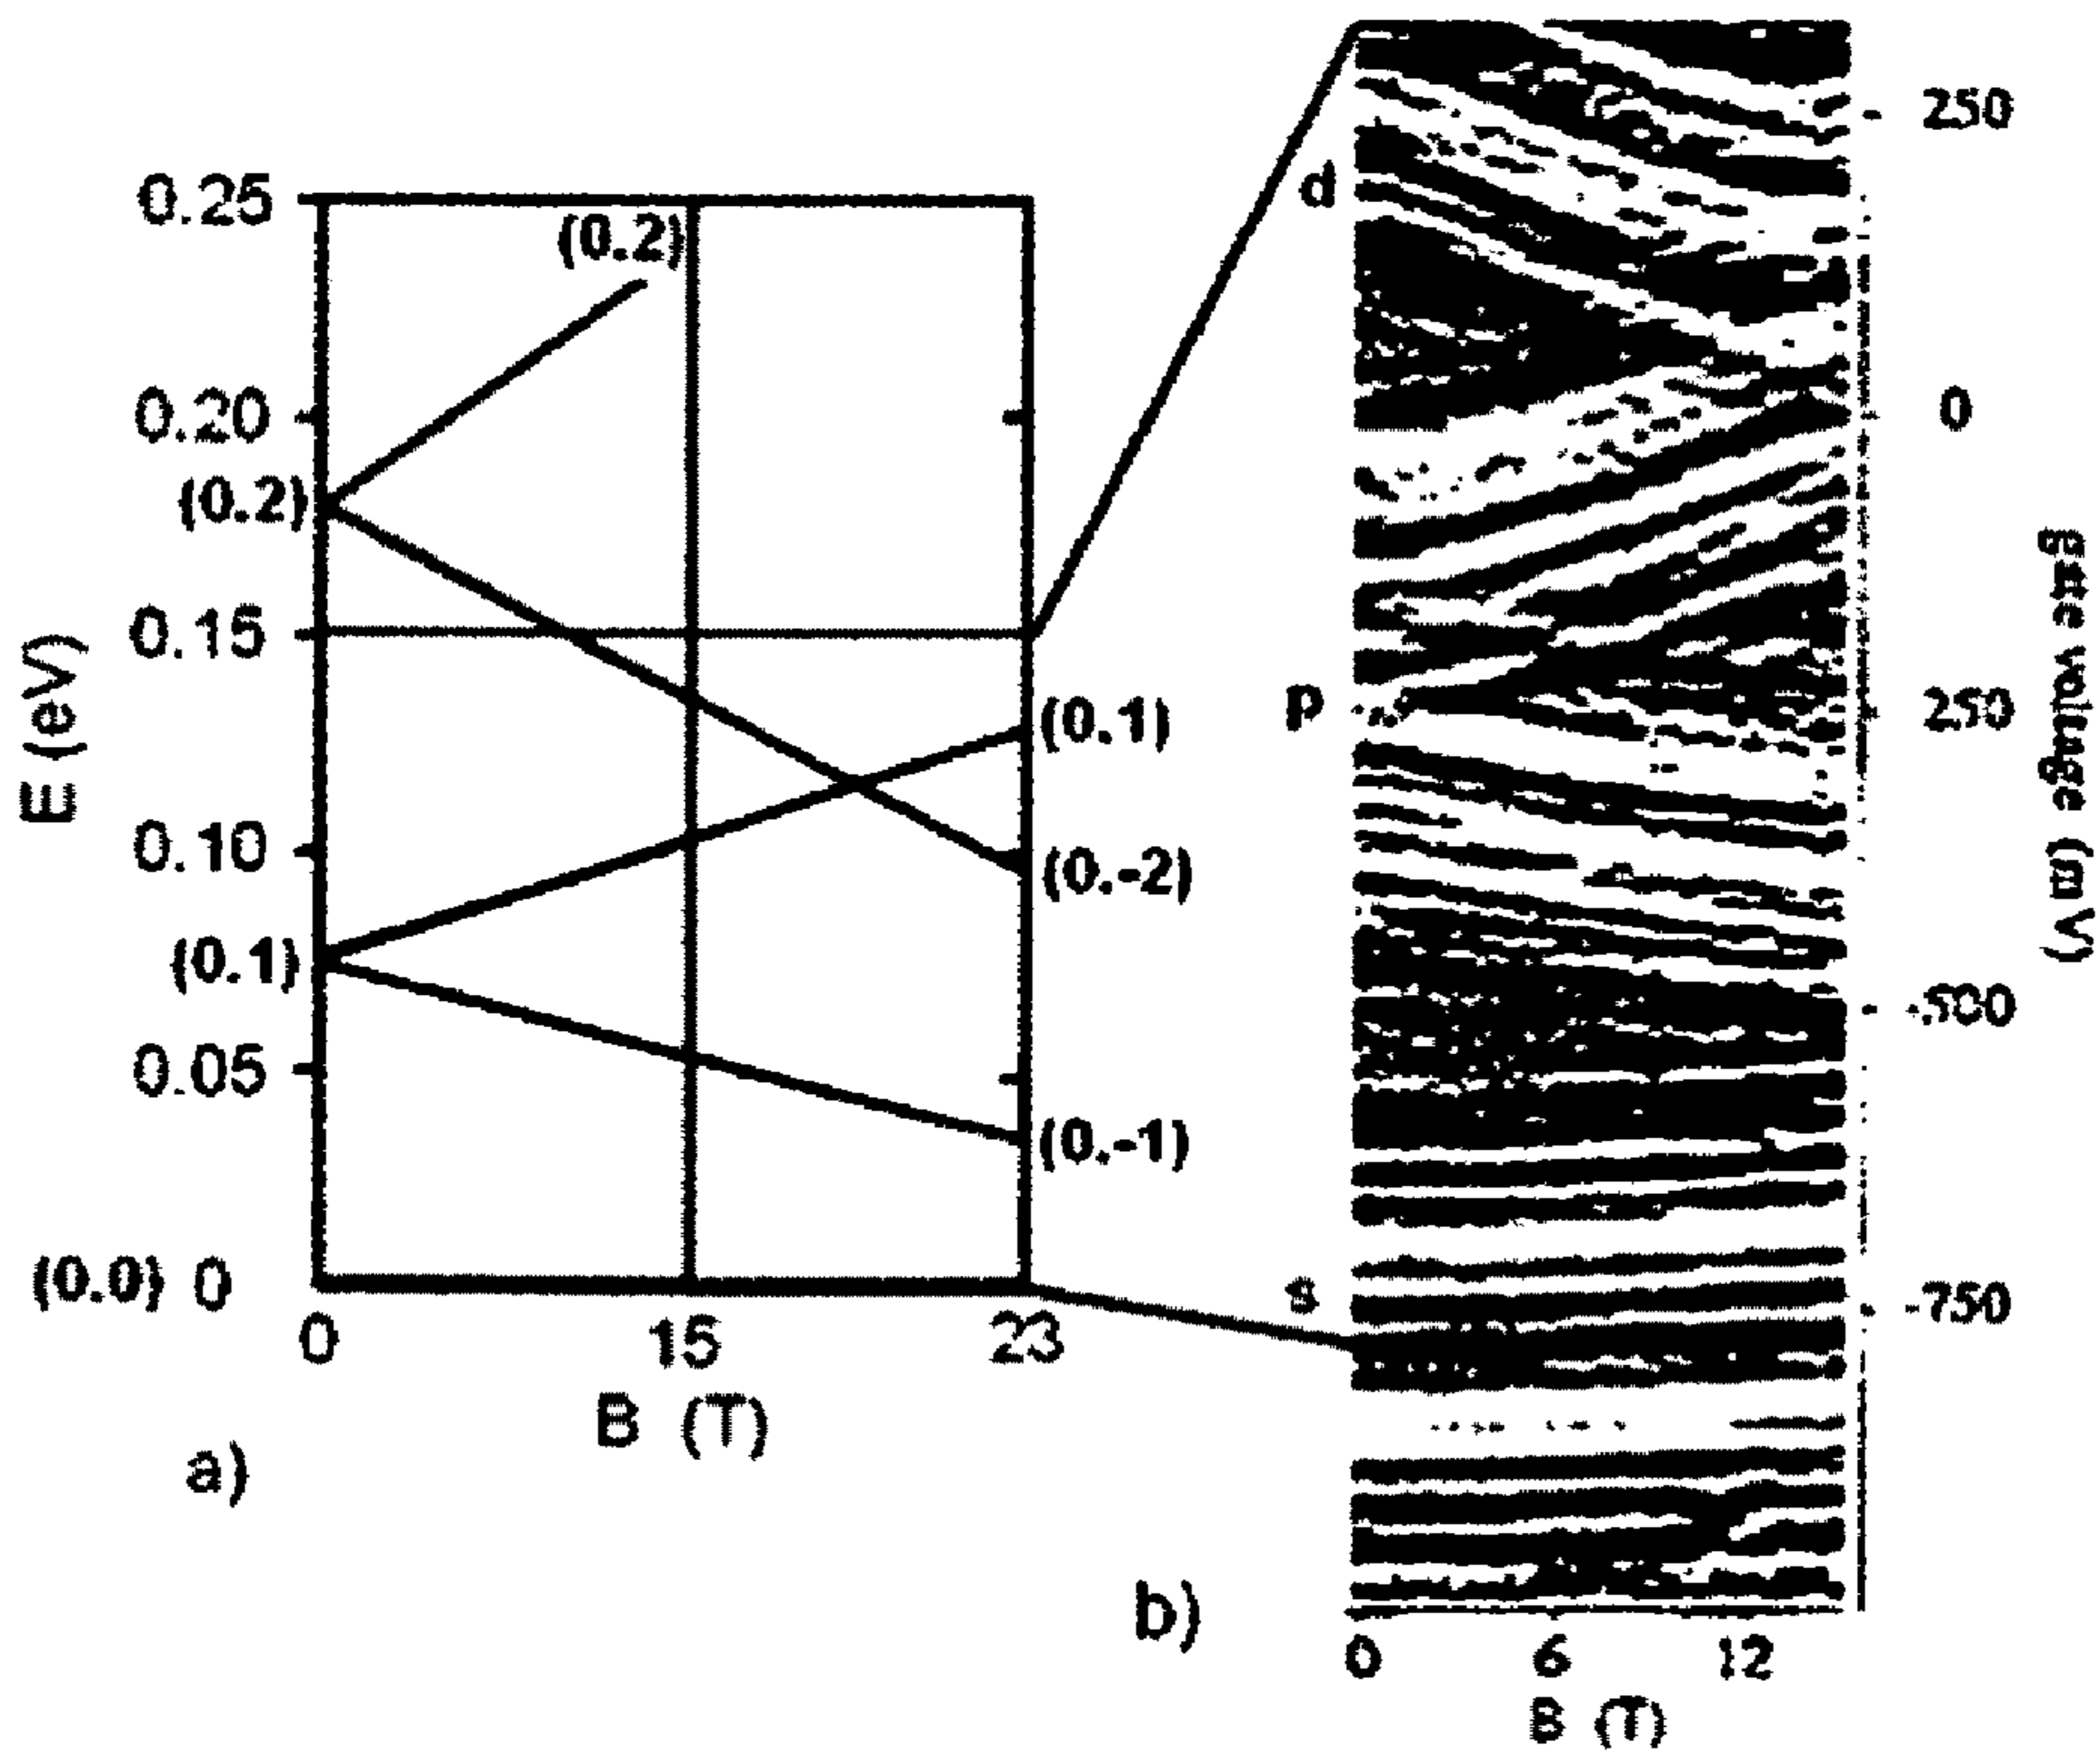 0.25
(0.2)
0.20
(0.2)
0.15
(0.1)
0.10
(0.-2)
(0.1)
0.05
(0.-1)
(0.0) 0
0 15 23
E (eV)
B (T)
a)
250
d
0
p
250
-500
s
-750
gate voltage (mV)
0 6 12
B (T)
b)